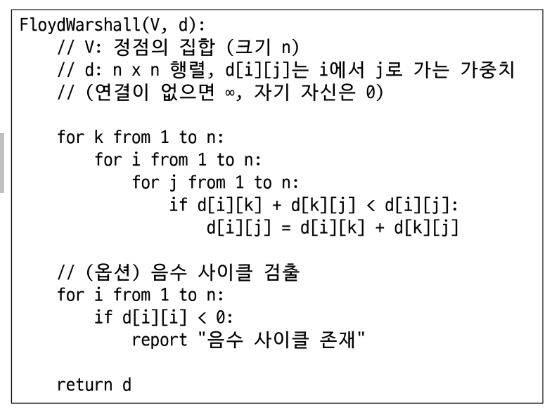 FloydWarshall(V, d):
    // V: 정점의 집합 (크기 n)
    // d: n x n 행렬, d[i][j]는 i에서 j로 가는 가중치
    // (연결이 없으면 ∞, 자기 자신은 0)

    for k from 1 to n:
        for i from 1 to n:
            for j from 1 to n:
                if d[i][k] + d[k][j] < d[i][j]:
                    d[i][j] = d[i][k] + d[k][j]

    // (옵션) 음수 사이클 검출
    for i from 1 to n:
        if d[i][i] < 0:
            report "음수 사이클 존재"

    return d